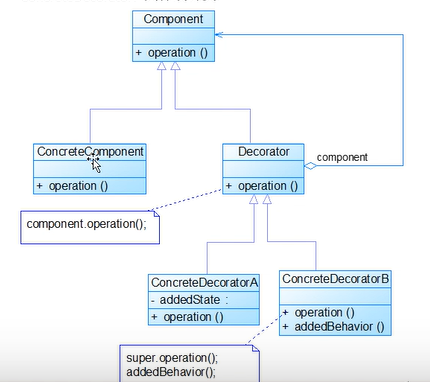 Component
+ operation ()
ConcreteComponent
+ operation ()
Decorator
+ operation ()
component
component.operation();
ConcreteDecoratorA
- addedState :
+ operation ()
ConcreteDecoratorB
+ operation ()
+ addedBehavior ()
super.operation();
addedBehavior();